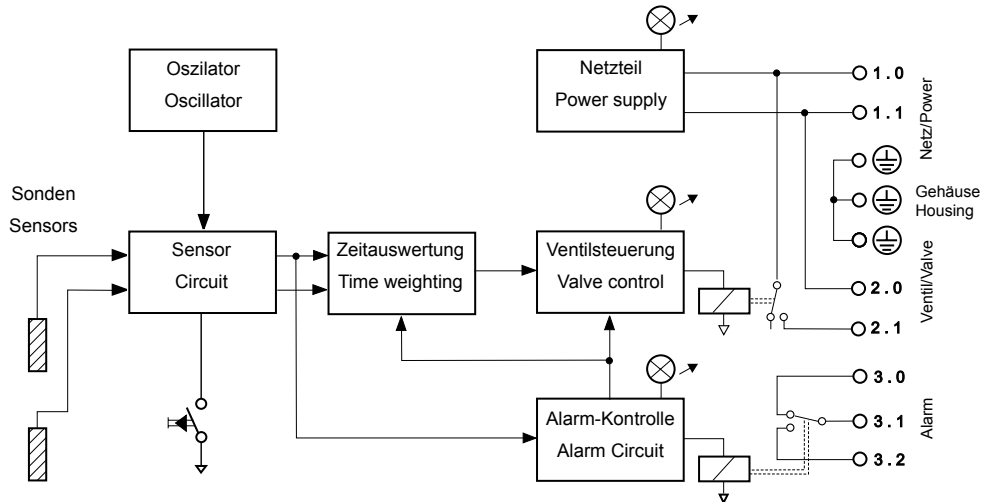 Oszilator
Oscillator
Netzteil
Power supply
1.0
1.1
Netz/Power
Gehäuse
Housing
Sonden
Sensors
Sensor
Circuit
Zeitauswertung
Time weighting
Ventilsteuerung
Valve control
2.0
2.1
Ventil/Valve
Alarm-Kontrolle
Alarm Circuit
3.0
3.1
3.2
Alarm